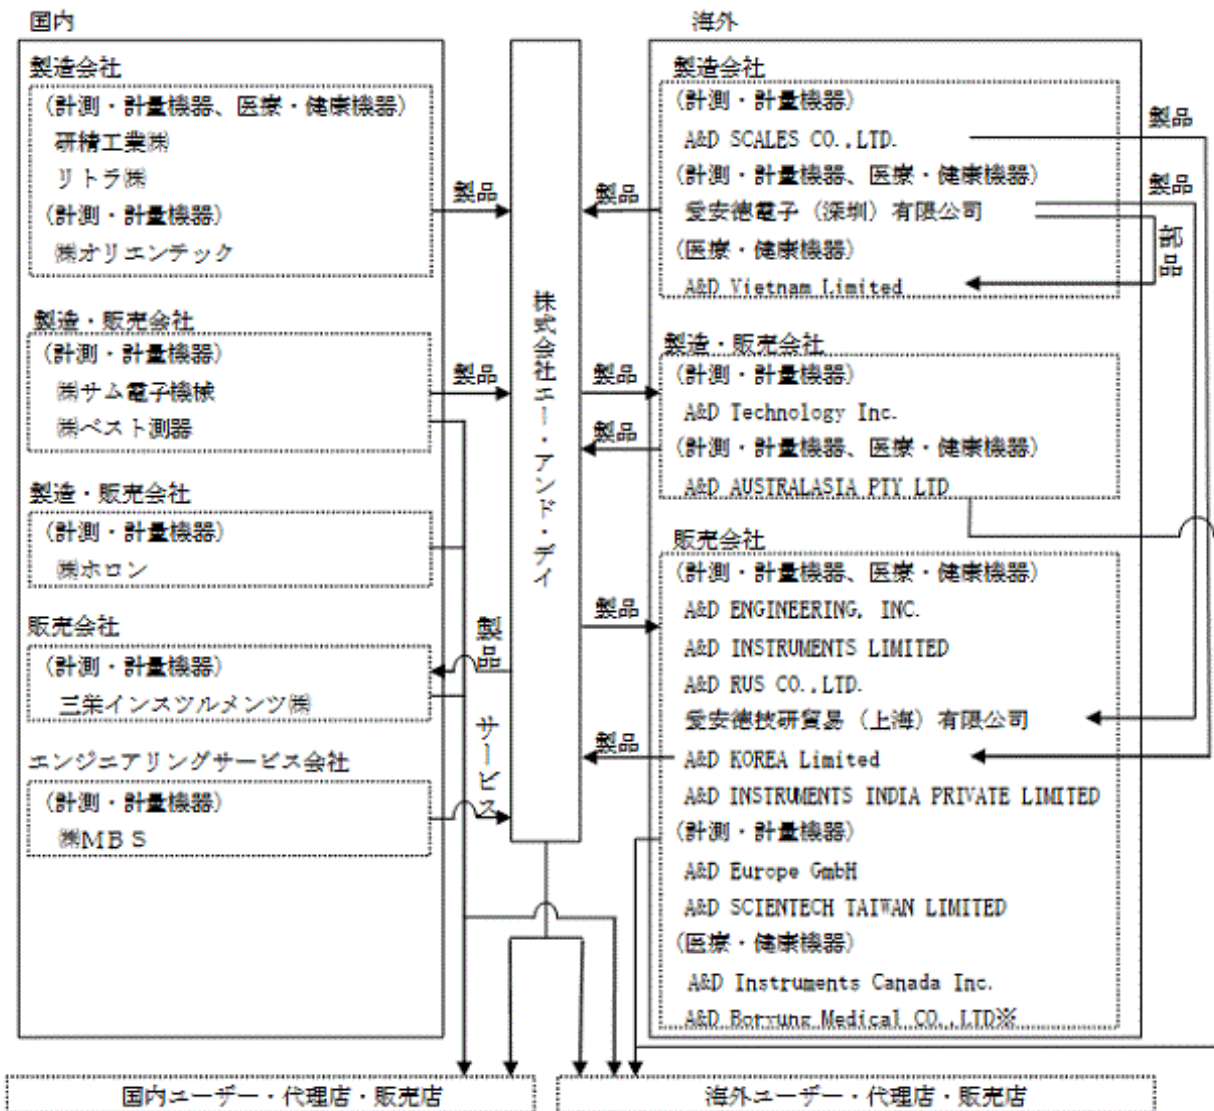 国内
製造会社
(計測・計量機器、医療・健康機器)
研精工業㈱
リトラ㈱
(計測・計量機器)
㈱オリエンテック
製造・販売会社
(計測・計量機器)
㈱サム電子機械
㈱ベスト測器
製造・販売会社
(計測・計量機器)
㈱ホロン
販売会社
(計測・計量機器)
三栄インスツルメンツ㈱
エンジニアリングサービス会社
(計測・計量機器)
㈱MBS
製品
製品
製品
サービス
株式会社エー・アンド・デイ
製品
製品
製品
製品
製品
海外
製造会社
(計測・計量機器)
A&D SCALES CO.,LTD.
(計測・計量機器、医療・健康機器)
愛安徳電子（深圳）有限公司
(医療・健康機器)
A&D Vietnam Limited
製造・販売会社
(計測・計量機器)
A&D Technology Inc.
(計測・計量機器、医療・健康機器)
A&D AUSTRALASIA PTY LTD
販売会社
(計測・計量機器、医療・健康機器)
A&D ENGINEERING, INC.
A&D INSTRUMENTS LIMITED
A&D RUS CO.,LTD.
愛安徳技研貿易（上海）有限公司
A&D KOREA Limited
A&D INSTRUMENTS INDIA PRIVATE LIMITED
(計測・計量機器)
A&D Europe GmbH
A&D SCIENTECH TAIWAN LIMITED
(医療・健康機器)
A&D Instruments Canada Inc.
A&D Boryung Medical CO.,LTD※
製品
製品
部品
国内ユーザー・代理店・販売店
海外ユーザー・代理店・販売店